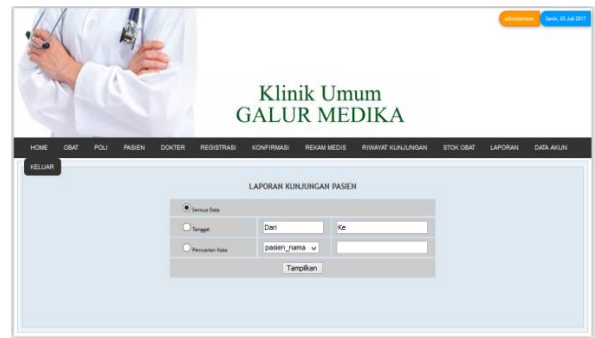 administrator Senin, 03 Juli 2017
Klinik Umum
GALUR MEDIKA
HOME OBAT POLI PASIEN DOKTER REGISTRASI KONFIRMASI REKAM MEDIS RIWAYAT KUNJUNGAN STOK OBAT LAPORAN DATA AKUN
KELUAR
LAPORAN KUNJUNGAN PASIEN
Semua Data
Tanggal Dari Ke
Pencarian Kata pasien_nama
Tampilkan